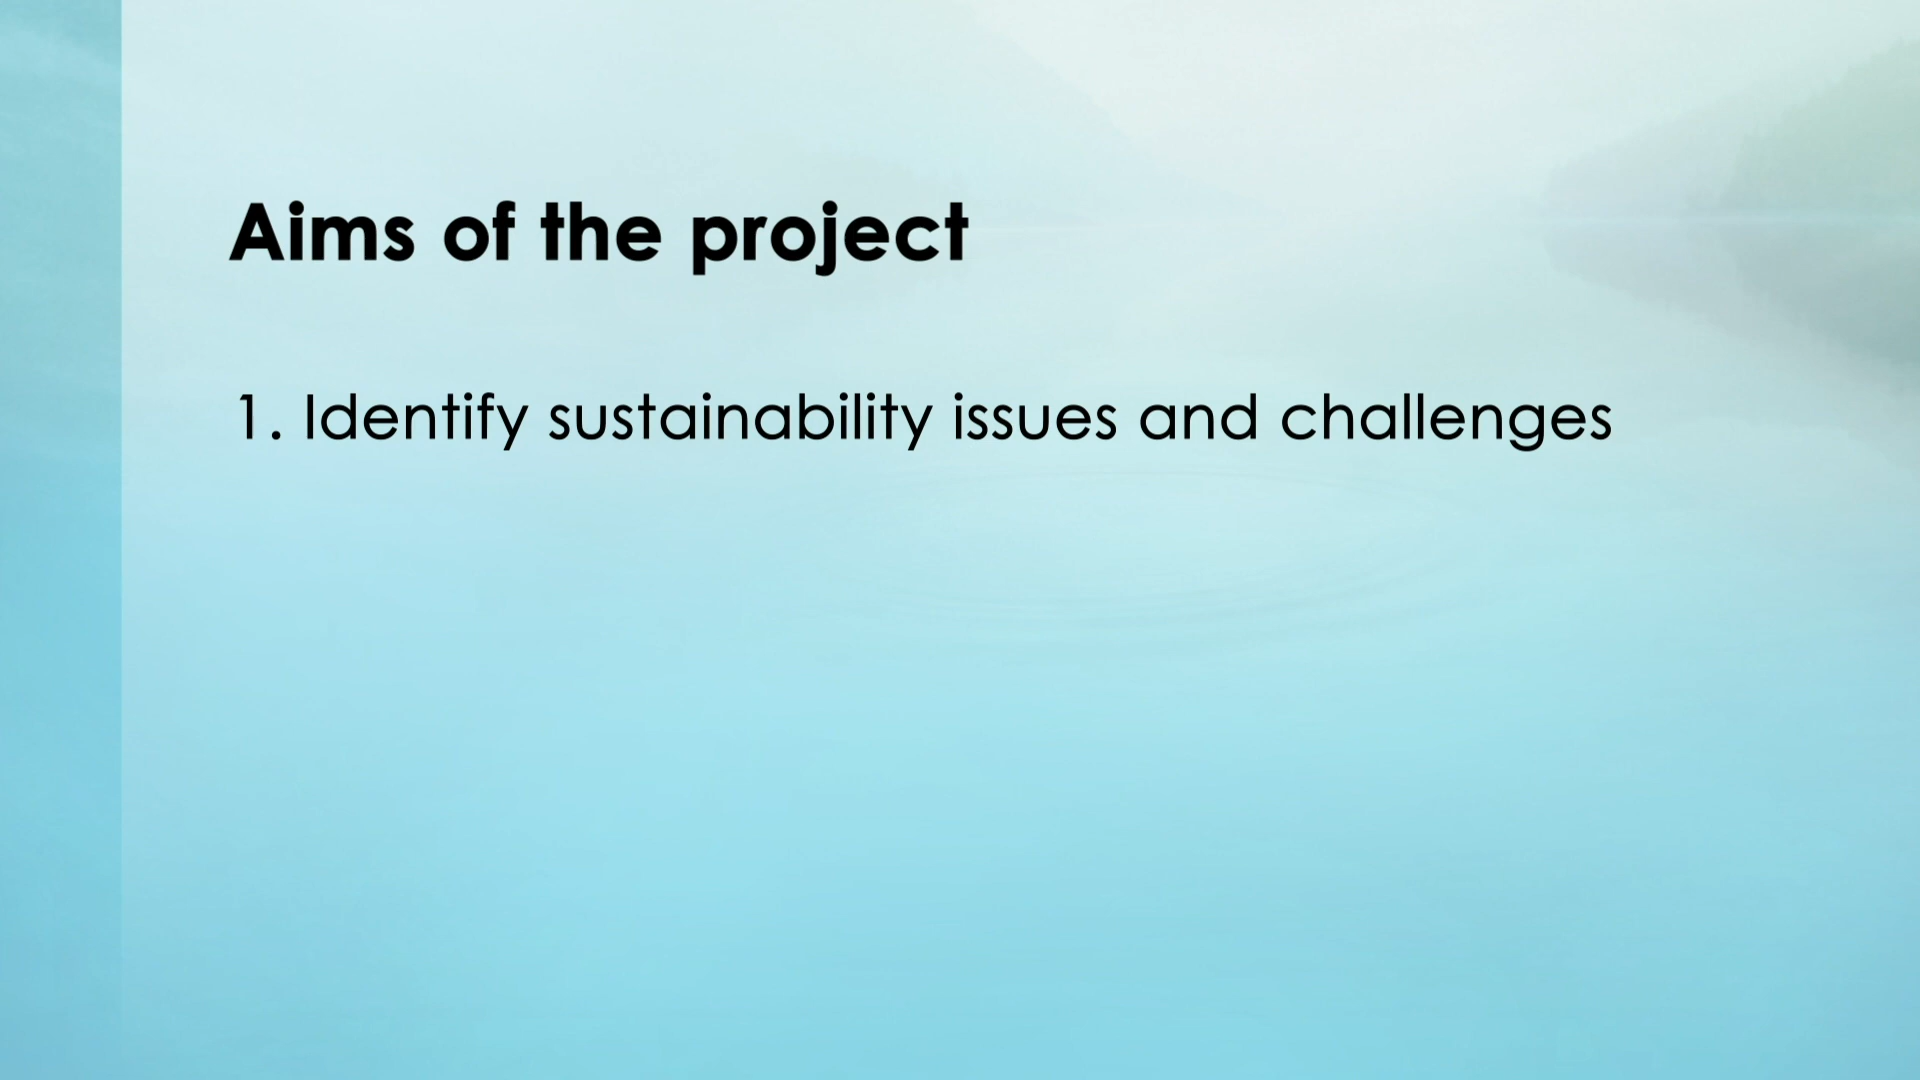 Aims of the project
1. Identify sustainability issues and challenges